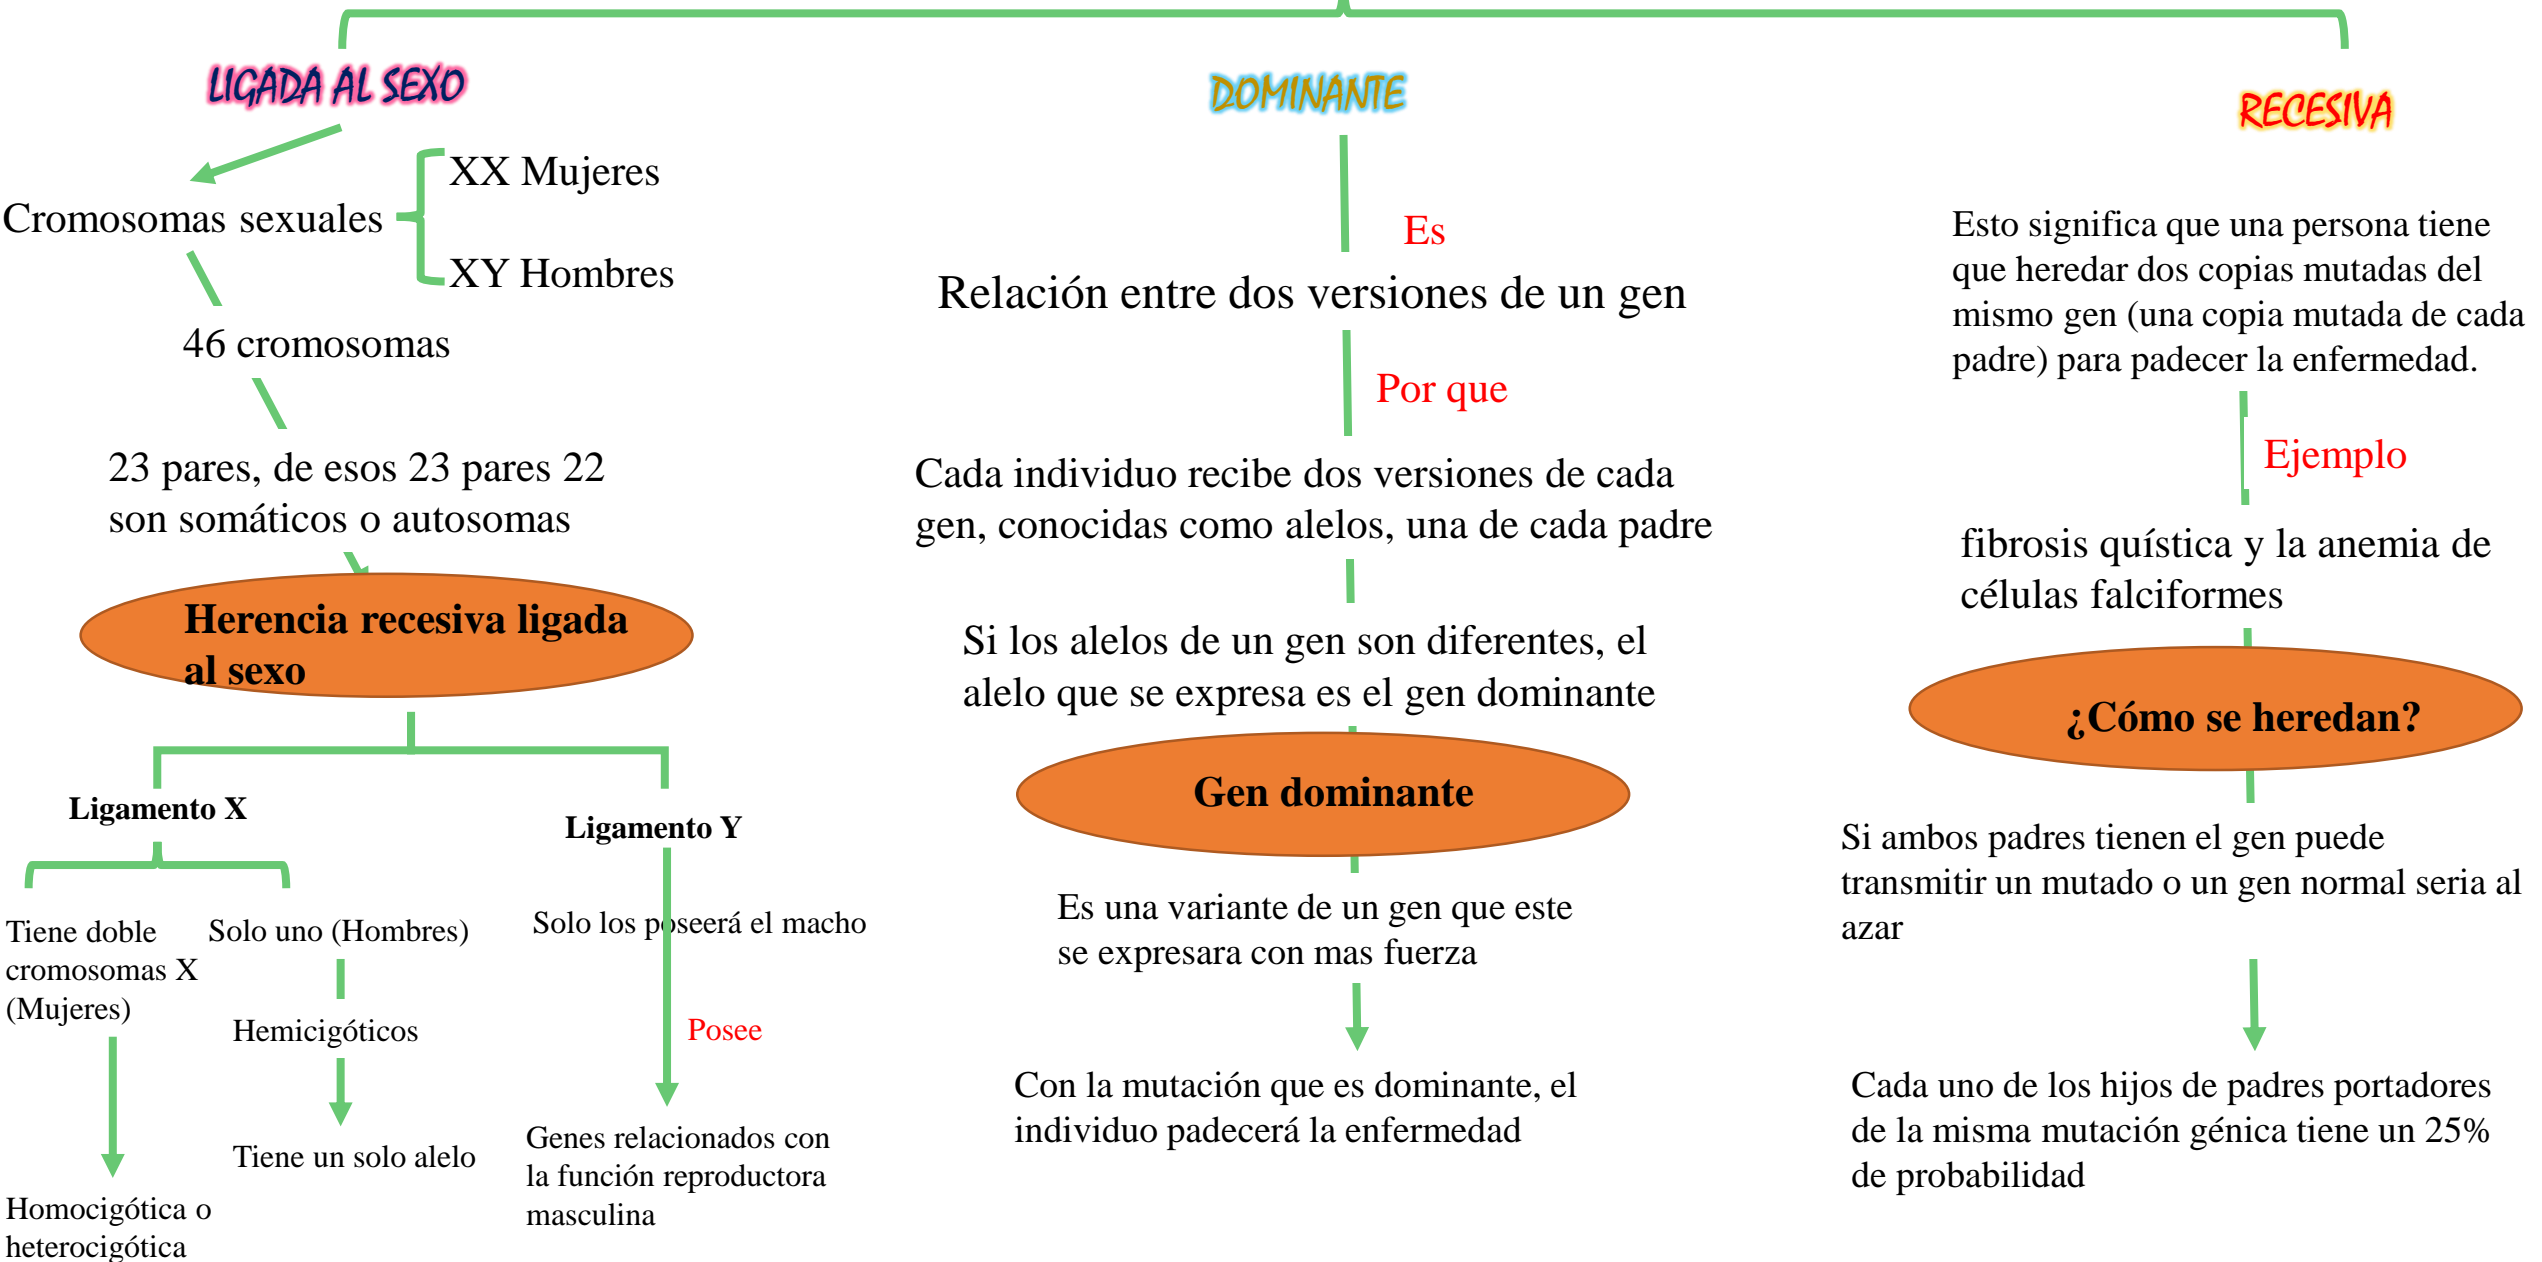 LIGADA AL SEXO
XX Mujeres
Cromosomas sexuales
XY Hombres
46 cromosomas
23 pares, de esos 23 pares 22
son somáticos o autosomas
Herencia recesiva ligada
al sexo
Ligamento X
Tiene doble
cromosomas X
(Mujeres)
Homocigótica o
heterocigótica
Solo uno (Hombres)
Hemicigóticos
Tiene un solo alelo
Ligamento Y
Solo los poseerá el macho
Posee
Genes relacionados con
la función reproductora
masculina
DOMINANTE
Es
Relación entre dos versiones de un gen
Por que
Cada individuo recibe dos versiones de cada
gen, conocidas como alelos, una de cada padre
Si los alelos de un gen son diferentes, el
alelo que se expresa es el gen dominante
Gen dominante
Es una variante de un gen que este
se expresara con mas fuerza
Con la mutación que es dominante, el
individuo padecerá la enfermedad
RECESIVA
Esto significa que una persona tiene
que heredar dos copias mutadas del
mismo gen (una copia mutada de cada
padre) para padecer la enfermedad.
Ejemplo
fibrosis quística y la anemia de
células falciformes
¿Cómo se heredan?
Si ambos padres tienen el gen puede
transmitir un mutado o un gen normal seria al
azar
Cada uno de los hijos de padres portadores
de la misma mutación génica tiene un 25%
de probabilidad